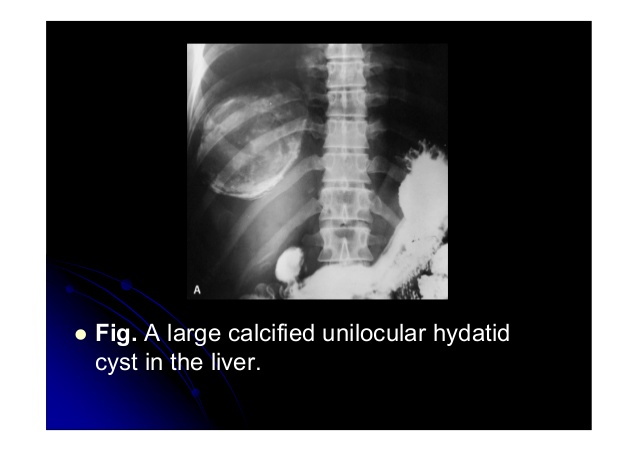 A
Fig. A large calcified unilocular hydatid
cyst in the liver.